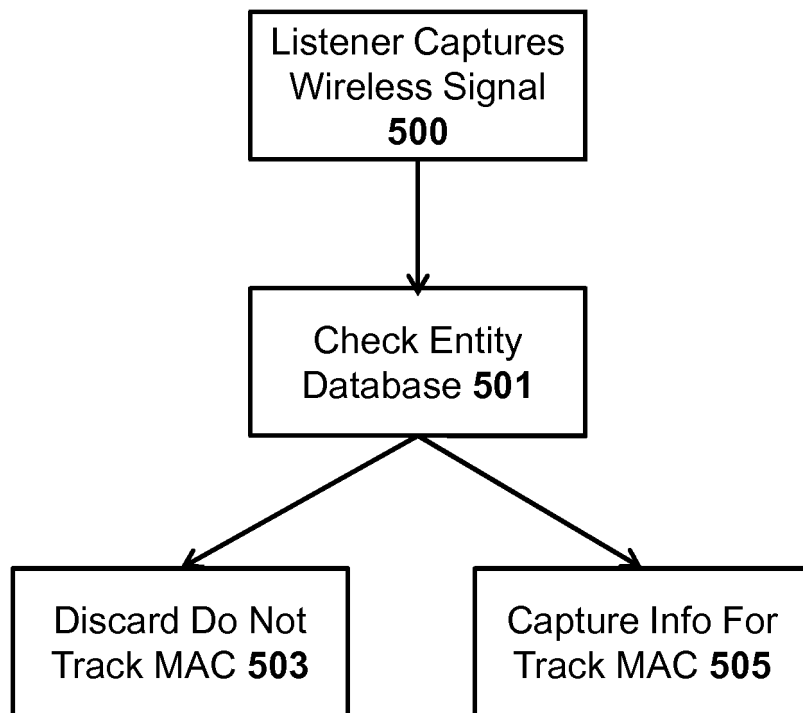 Listener Captures
Wireless Signal
500
Check Entity
Database 501
Discard Do Not
Track MAC 503
Capture Info For
Track MAC 505